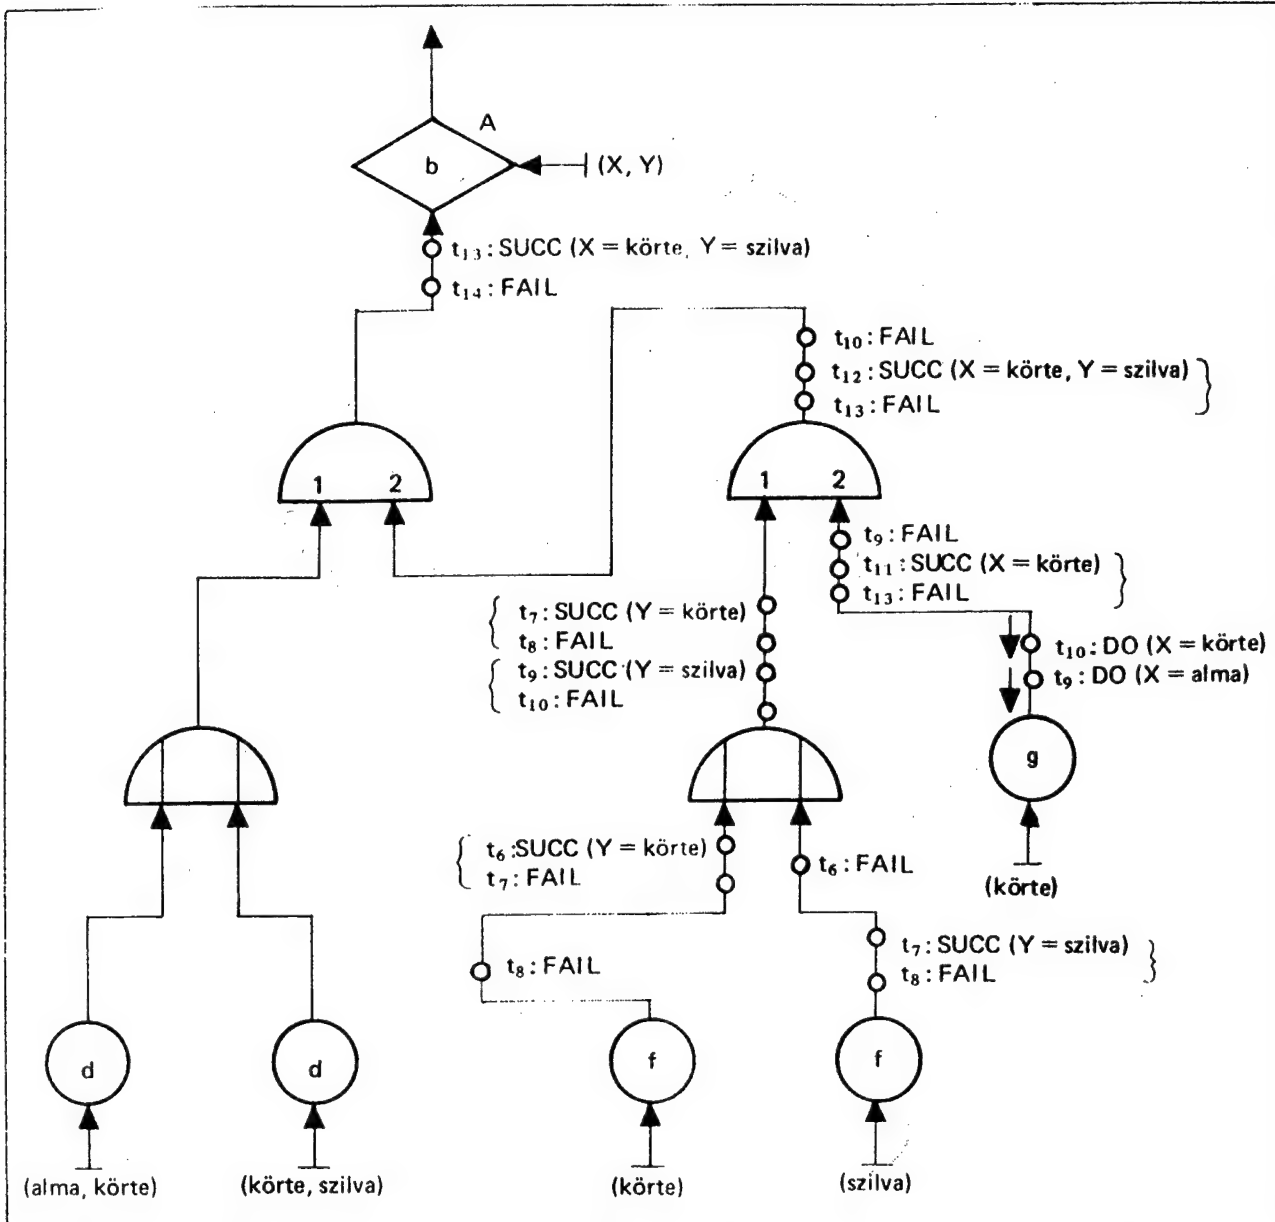 A
b
(X, Y)
t₁₃: SUCC (X = körte, Y = szilva)
t₁₄: FAIL
t₁₀: FAIL
t₁₂: SUCC (X = körte, Y = szilva)
t₁₃: FAIL
1 2
1 2
t₉: FAIL
t₁₁: SUCC (X = körte)
t₁₃: FAIL
t₇: SUCC (Y = körte)
t₈: FAIL
t₉: SUCC (Y = szilva)
t₁₀: FAIL
t₁₀: DO (X = körte)
t₉: DO (X = alma)
g
(körte)
t₆: SUCC (Y = körte)
t₇: FAIL
t₆: FAIL
t₇: SUCC (Y = szilva)
t₈: FAIL
t₈: FAIL
d
d
f
f
(alma, körte)
(körte, szilva)
(körte)
(szilva)